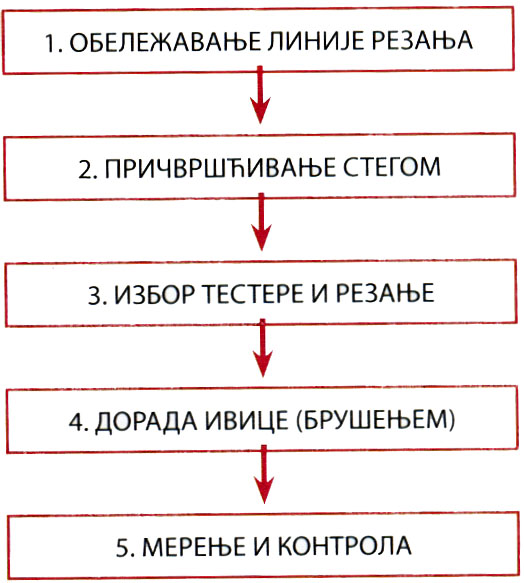 1. ОБЕЛЕЖАВАЊЕ ЛИНИЈЕ РЕЗАЊА
2. ПРИЧВРШЋИВАЊЕ СТЕГОМ
3. ИЗБОР ТЕСТЕРЕ И РЕЗАЊЕ
4. ДОРАДА ИВИЦЕ (БРУШЕЊЕМ)
5. МЕРЕЊЕ И КОНТРОЛА